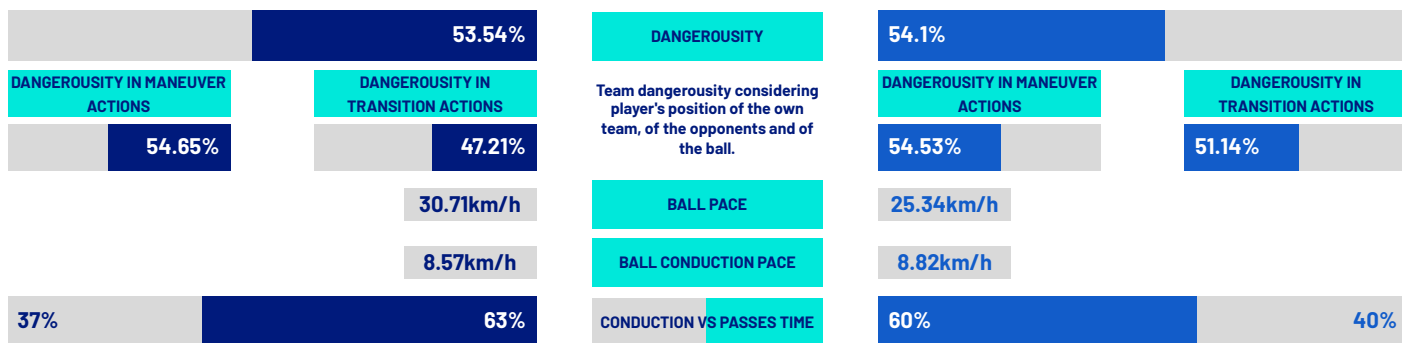 53.54%
DANGEROUSITY
54.1%
DANGEROUSITY IN MANEUVER
ACTIONS
DANGEROUSITY IN
TRANSITION ACTIONS
Team dangerousity considering
player's position of the own
team, of the opponents and of
the ball.
DANGEROUSITY IN MANEUVER
ACTIONS
DANGEROUSITY IN
TRANSITION ACTIONS
54.65%
47.21%
54.53%
51.14%
30.71km/h
BALL PACE
25.34km/h
8.57km/h
BALL CONDUCTION PACE
8.82km/h
37%
63%
CONDUCTION VS PASSES TIME
60%
40%